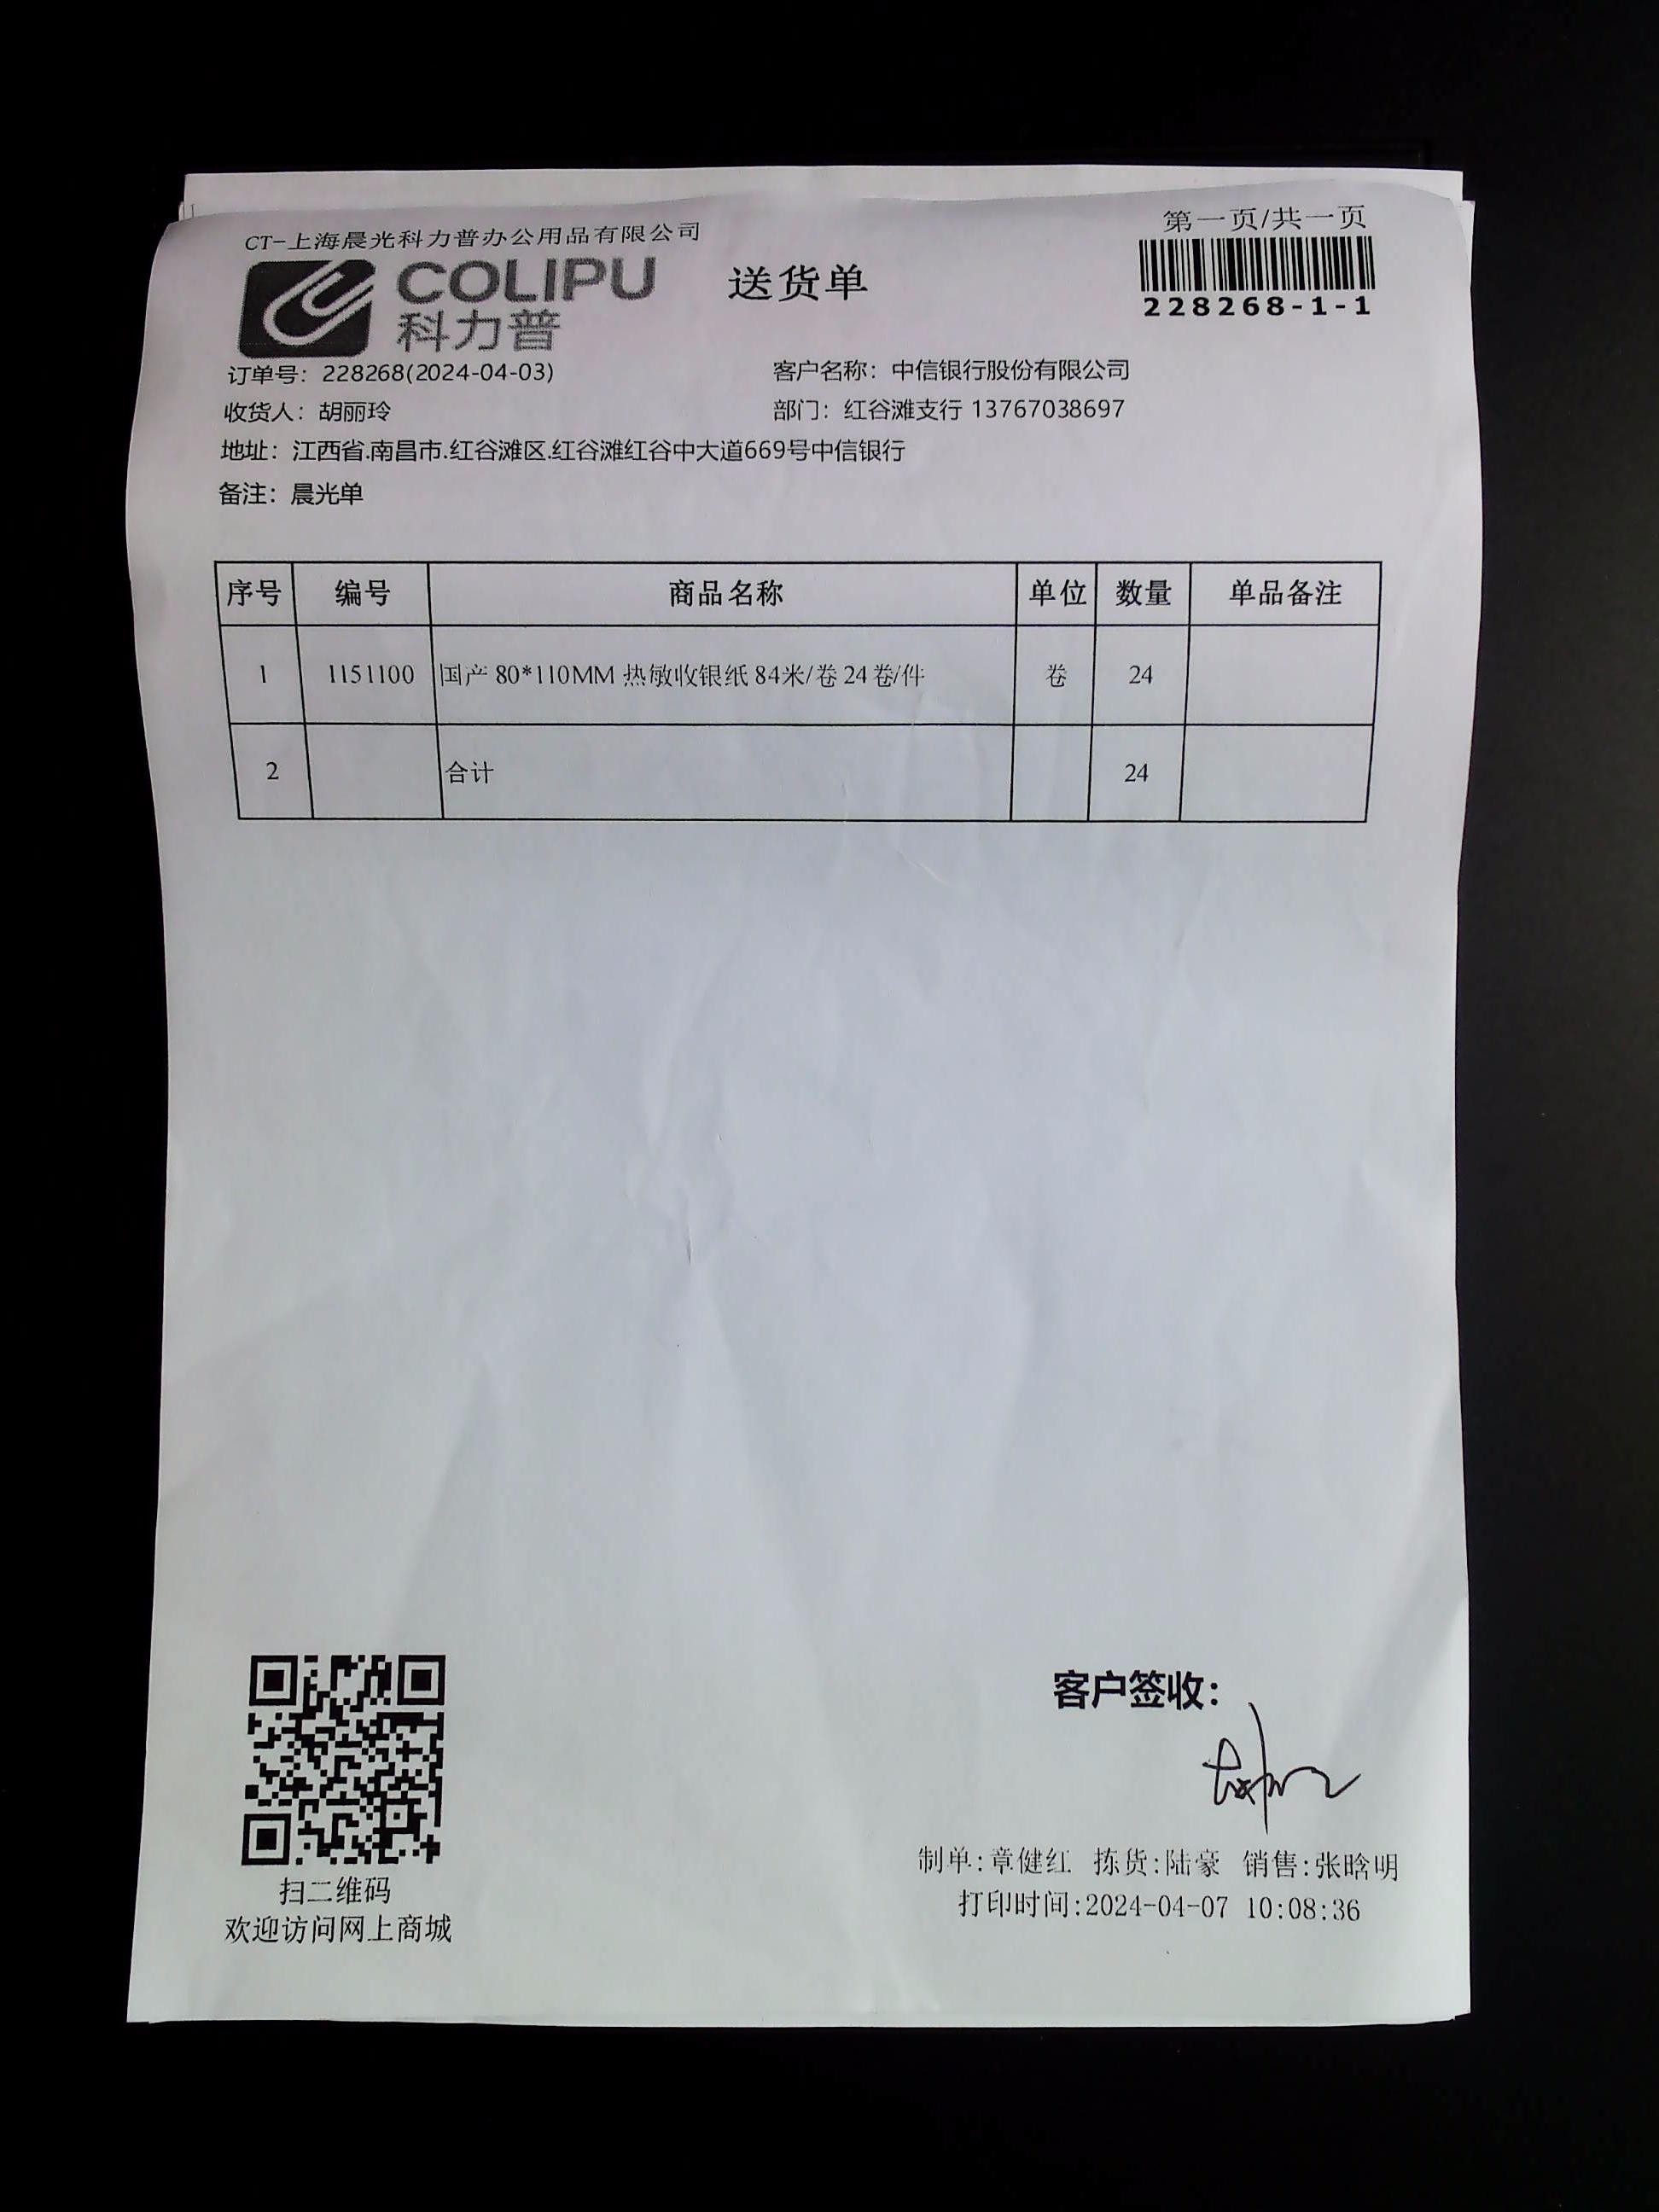 CT-上海晨光科力普办公用品有限公司
第一页/共一页
COLIPU
科力普
送货单
228268-1-1
订单号：228268(2024-04-03)
客户名称：中信银行股份有限公司
收货人：胡丽玲
部门：红谷滩支行 13767038697
地址：江西省.南昌市.红谷滩区.红谷滩红谷中大道669号中信银行
备注：晨光单
序号 编号 商品名称 单位 数量 单品备注
1 1151100 国产 80*110MM 热敏收银纸 84米/卷 24卷/件 卷 24
2 合计 24
客户签收：
制单:章健红 拣货:陆豪 销售:张晗明
打印时间:2024-04-07 10:08:36
扫二维码
欢迎访问网上商城